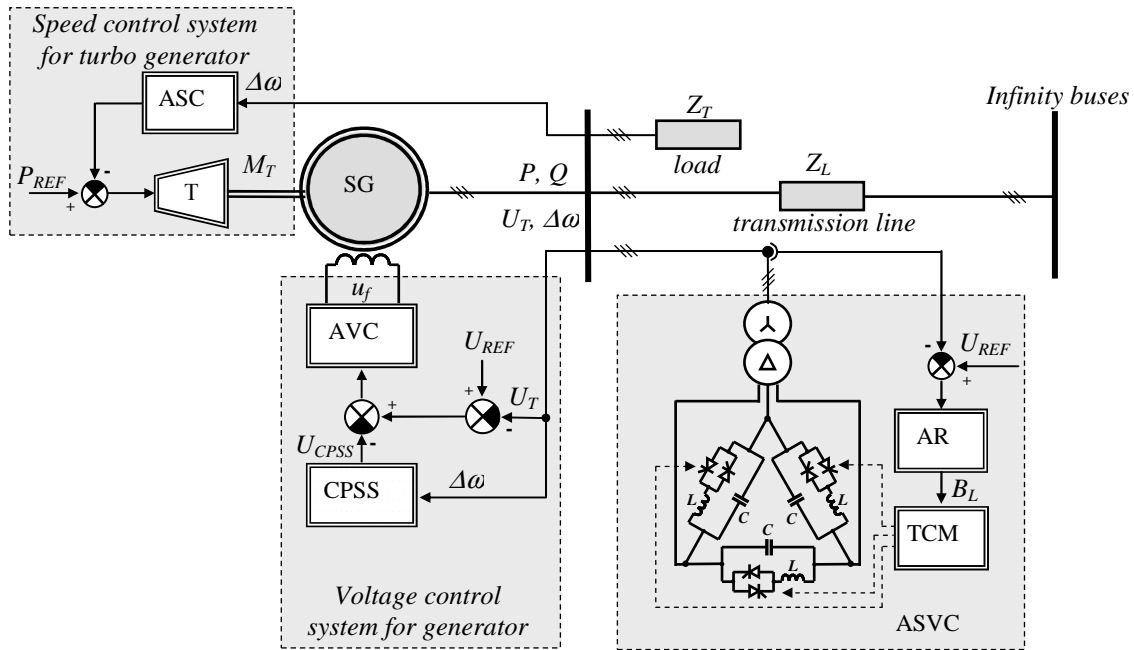 Speed control system
for turbo generator
ASC
Δω
P_REF
+
-
T
M_T
SG
P, Q
U_T, Δω
Z_T
load
Z_L
transmission line
Infinity buses
u_f
AVC
U_REF
+
U_T
-
+
-
U_CPSS
CPSS
Δω
Voltage control
system for generator
-
U_REF
+
AR
B_L
TCM
L
C
C
L
C
L
ASVC